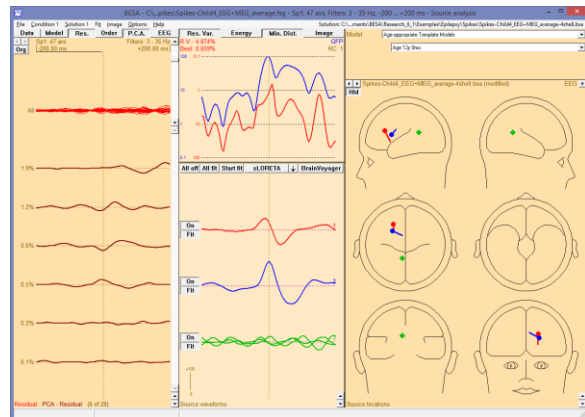 BESA - C:\...pikes\Spikes-Child4_EEG+MEG_average.fsg - Sp1: 47 avs, Filters: 3 - 35 Hz, -200 ... +200 ms - Source analysis
File Condition 1 Solution 1 Fit Image Options Help
Solution: C:\...ments\BESA\Research_6_1\Examples\Epilepsy\Spikes\Spikes-Child4_EEG+MEG_average-4shell.bsa
Data Model Res. Order P.C.A. EEG
Res. Var. Energy Min. Dist. Image
Model: Age-appropriate Template Models
Age 12y 0mo
Org
Sp1: 47 avs Filters: 3 - 35 Hz
-200.00 ms +200.00 ms
R.V.: 4.874% GFP
Best: 0.839% RC: 1
Spikes-Child4_EEG+MEG_average-4shell.bsa (modified) EEG
Hld
All
1.9%
1.2%
0.6%
0.5%
0.2%
0.1%
All off All fit Start fit sLORETA BrainVoyager
On
Fit
On
Fit
On
Fit
Residual PCA - Residual (6 of 28)
Source waveforms
Source locations